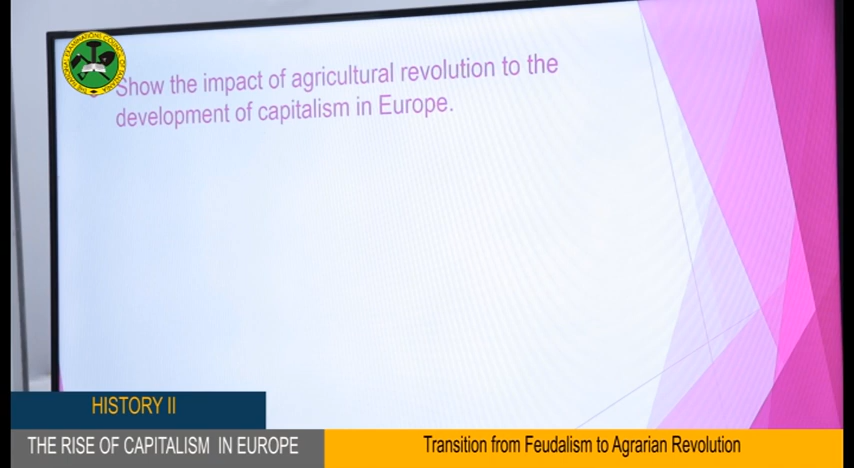 Show the impact of agricultural revolution to the
development of capitalism in Europe.
HISTORY II
THE RISE OF CAPITALISM IN EUROPE
Transition from Feudalism to Agrarian Revolution